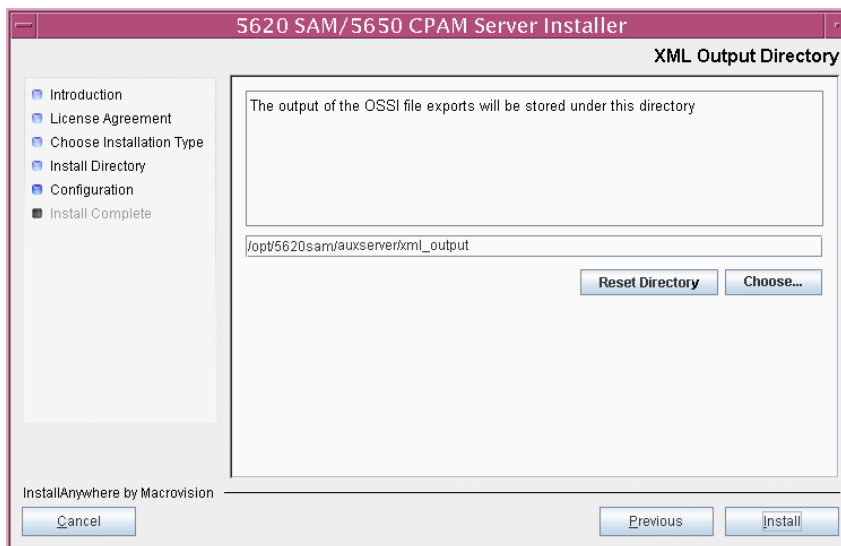 5620 SAM/5650 CPAM Server Installer
XML Output Directory
Introduction
License Agreement
Choose Installation Type
Install Directory
Configuration
Install Complete
The output of the OSSI file exports will be stored under this directory
/opt/5620sam/auxserver/xml_output
Reset Directory
Choose...
InstallAnywhere by Macrovision
Cancel
Previous
Install